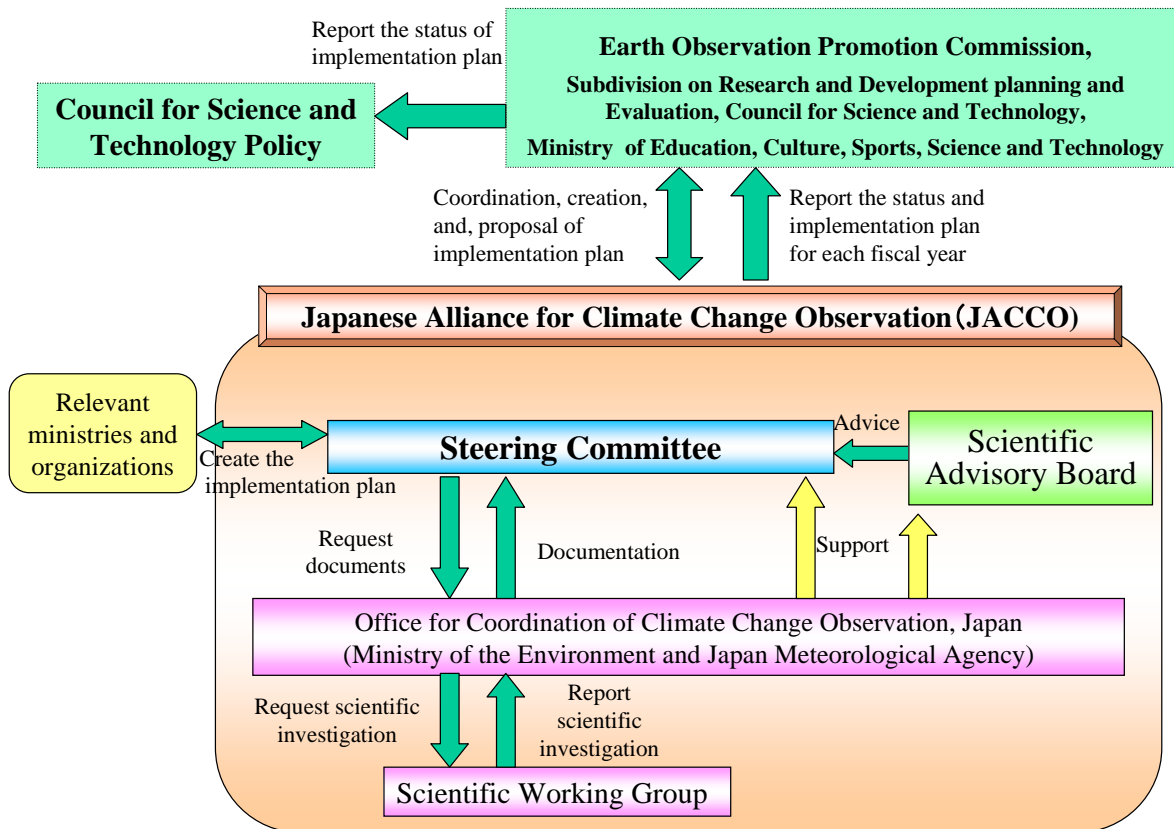 Report the status of
implementation plan
Earth Observation Promotion Commission,
Subdivision on Research and Development planning and
Evaluation, Council for Science and Technology,
Ministry of Education, Culture, Sports, Science and Technology
Council for Science and
Technology Policy
Coordination, creation,
and, proposal of
implementation plan
Report the status and
implementation plan
for each fiscal year
Japanese Alliance for Climate Change Observation(JACCO)
Relevant
ministries and
organizations
Create the
implementation plan
Steering Committee
Advice
Scientific
Advisory Board
Request
documents
Documentation
Support
Office for Coordination of Climate Change Observation, Japan
(Ministry of the Environment and Japan Meteorological Agency)
Request scientific
investigation
Report
scientific
investigation
Scientific Working Group